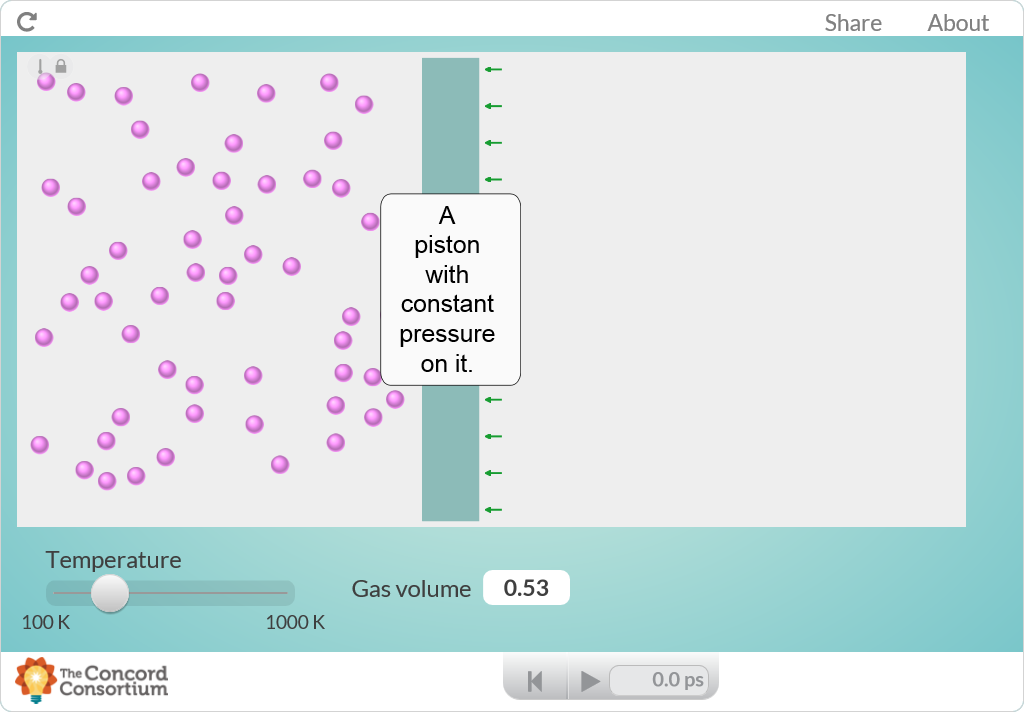 Share About
A
piston
with
constant
pressure
on it.
Temperature
100 K 1000 K
Gas volume 0.53
The Concord
Consortium
0.0 ps